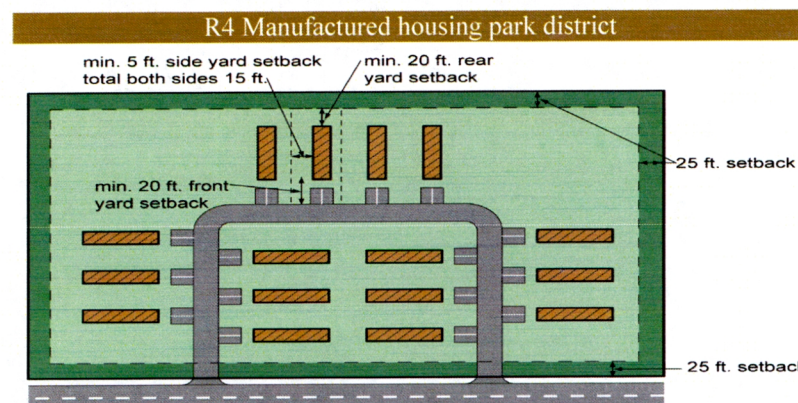 R4 Manufactured housing park district
min. 5 ft. side yard setback
total both sides 15 ft.
min. 20 ft. rear
yard setback
25 ft. setback
min. 20 ft. front
yard setback
25 ft. setback